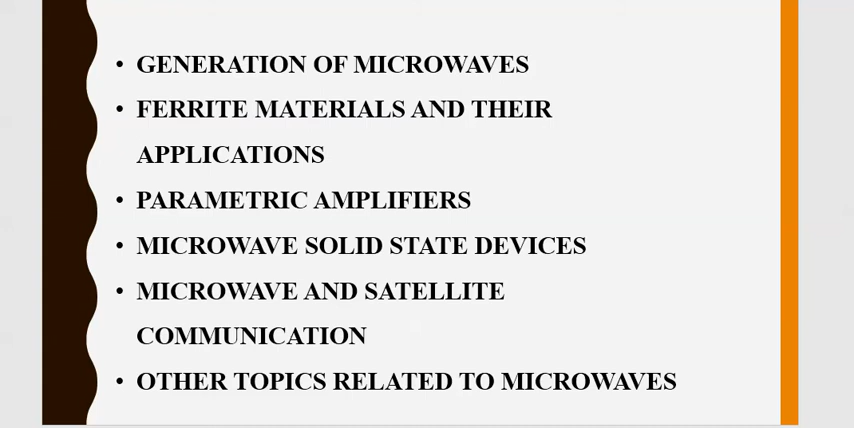 • GENERATION OF MICROWAVES
• FERRITE MATERIALS AND THEIR
APPLICATIONS
• PARAMETRIC AMPLIFIERS
• MICROWAVE SOLID STATE DEVICES
• MICROWAVE AND SATELLITE
COMMUNICATION
• OTHER TOPICS RELATED TO MICROWAVES